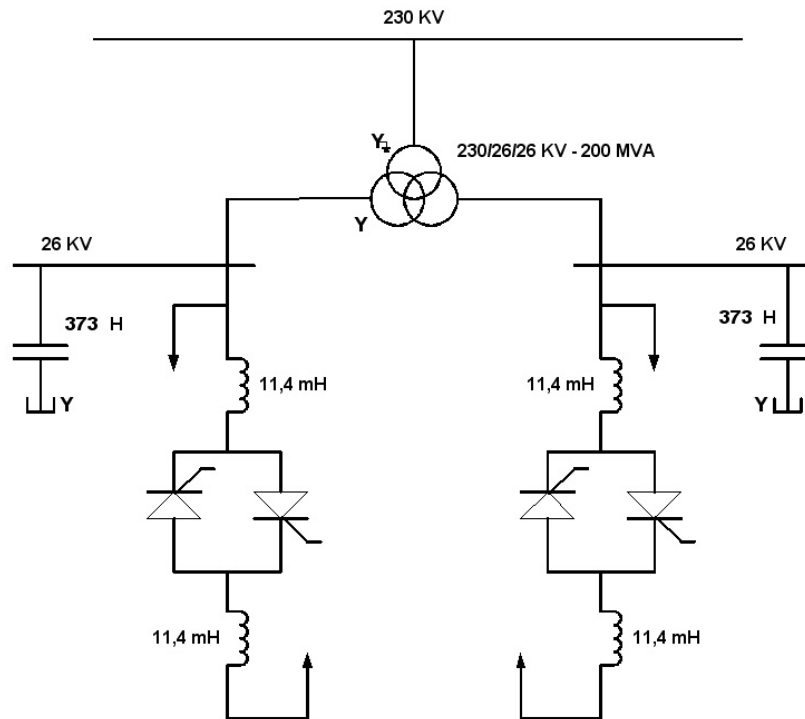 230 KV
Y
230/26/26 KV - 200 MVA
Y
26 KV
26 KV
373 H
373 H
11,4 mH
11,4 mH
Y
Y
11,4 mH
11,4 mH